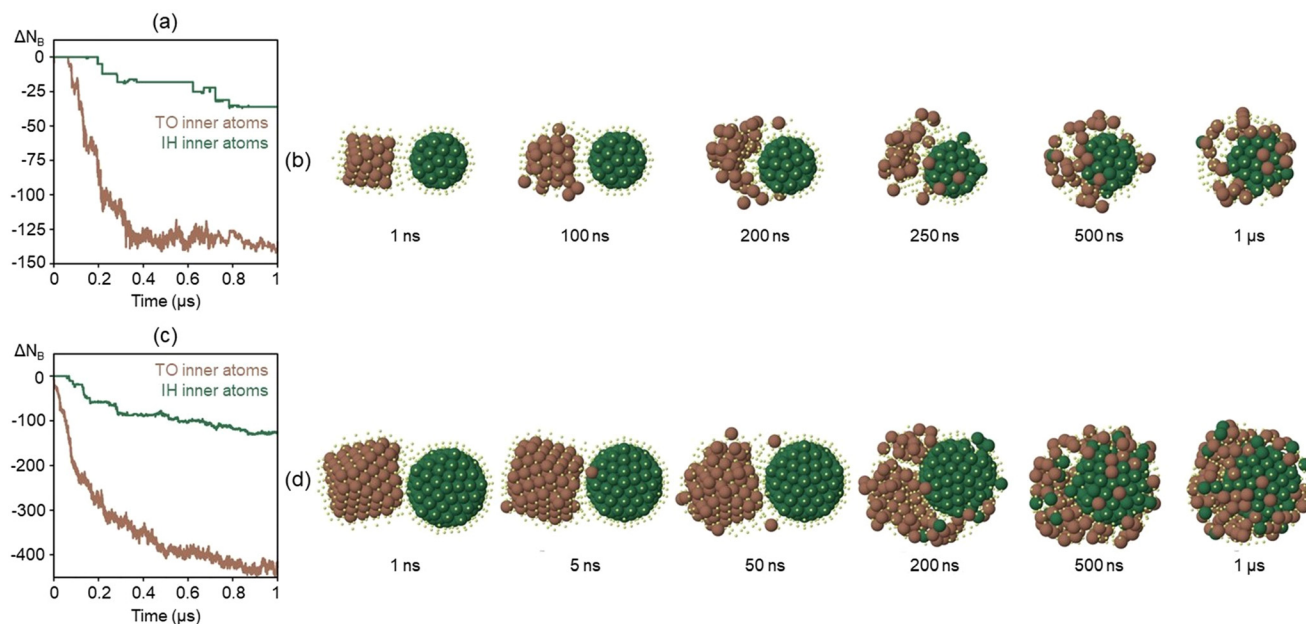 (a)
ΔN_B
0
-25
-50
-75
-100
-125
-150
TO inner atoms
IH inner atoms
0 0.2 0.4 0.6 0.8 1
Time (µs)
(b)
1 ns 100 ns 200 ns 250 ns 500 ns 1 µs
(c)
ΔN_B
0
-100
-200
-300
-400
TO inner atoms
IH inner atoms
0 0.2 0.4 0.6 0.8 1
Time (µs)
(d)
1 ns 5 ns 50 ns 200 ns 500 ns 1 µs